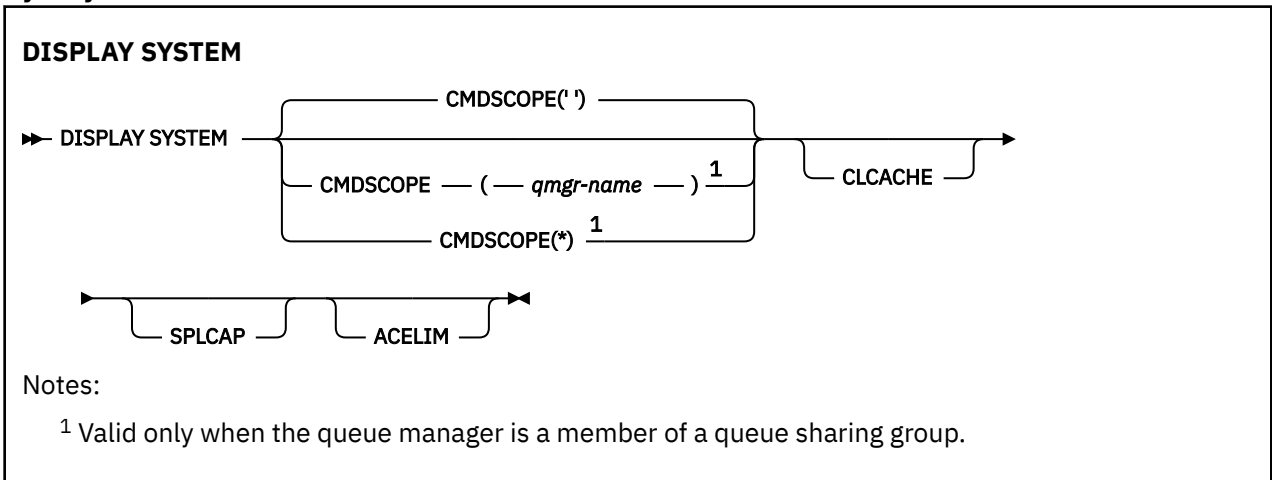 DISPLAY SYSTEM
CMDSCOPE(' ')
DISPLAY SYSTEM
CMDSCOPE ( qmgr-name ) 1
CLCACHE
CMDSCOPE(*) 1
SPLCAP ACELIM
Notes:
1 Valid only when the queue manager is a member of a queue sharing group.